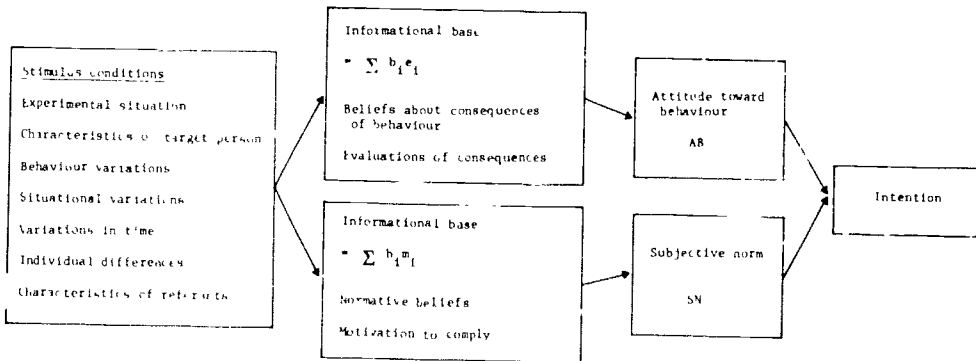 Stimulus conditions
Experimental situation
Characteristics of target person
Behaviour variations
Situational variations
Variations in time
Individual differences
Characteristics of referents
Informational base
= Σ b_i e_i
Beliefs about consequences
of behaviour
Evaluations of consequences
Informational base
= Σ b_i m_i
Normative beliefs
Motivation to comply
Attitude toward
behaviour
AB
Subjective norm
SN
Intention